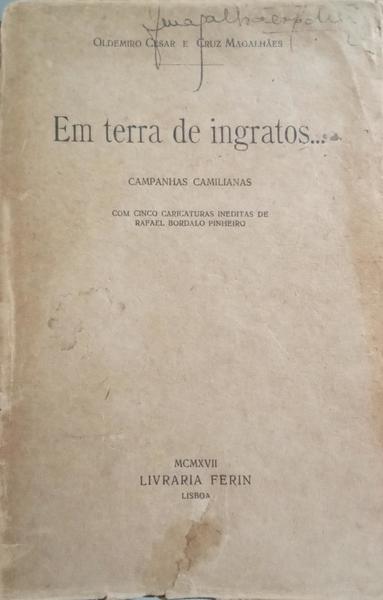 OLDEMIRO CESAR E CRUZ MAGALHÃES
Em terra de ingratos...
CAMPANHAS CAMILIANAS
COM CINCO CARICATURAS INEDITAS DE
RAFAEL BORDALO PINHEIRO
MCMXVII
LIVRARIA FERIN
LISBOA